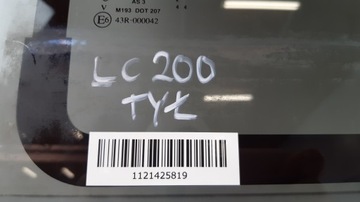 AS 3
V M193 DOT 207
E6 43R-000042
LC 200
TYŁ
1121425819